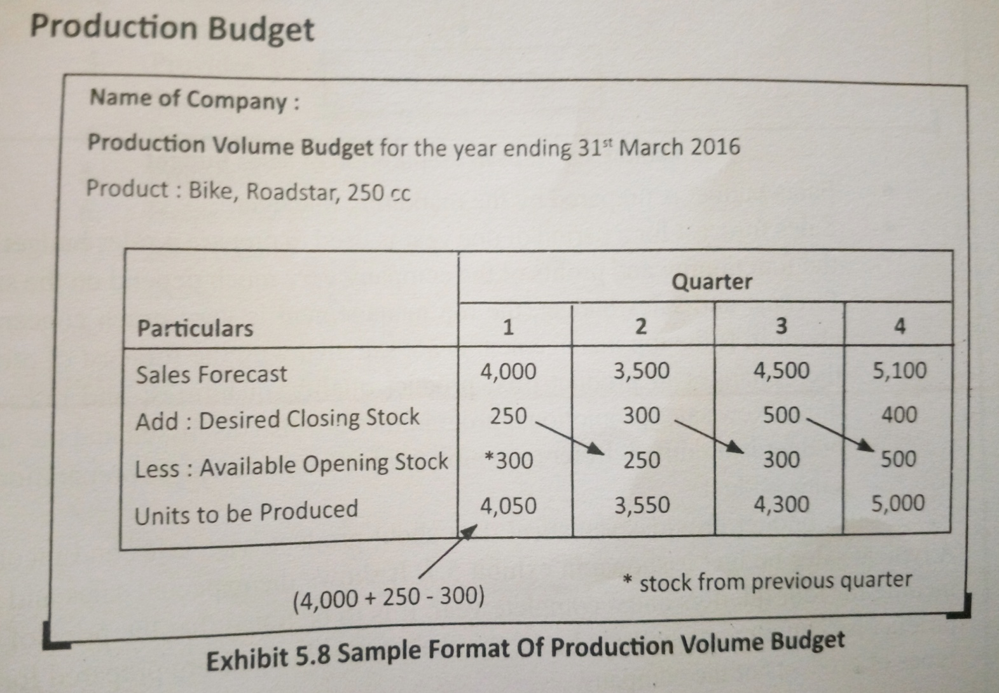 Production Budget
Name of Company :
Production Volume Budget for the year ending 31st March 2016
Product : Bike, Roadstar, 250 cc
Quarter
Particulars 1 2 3 4
Sales Forecast 4,000 3,500 4,500 5,100
Add : Desired Closing Stock 250 300 500 400
Less : Available Opening Stock *300 250 300 500
Units to be Produced 4,050 3,550 4,300 5,000
(4,000 + 250 - 300)
* stock from previous quarter
Exhibit 5.8 Sample Format Of Production Volume Budget